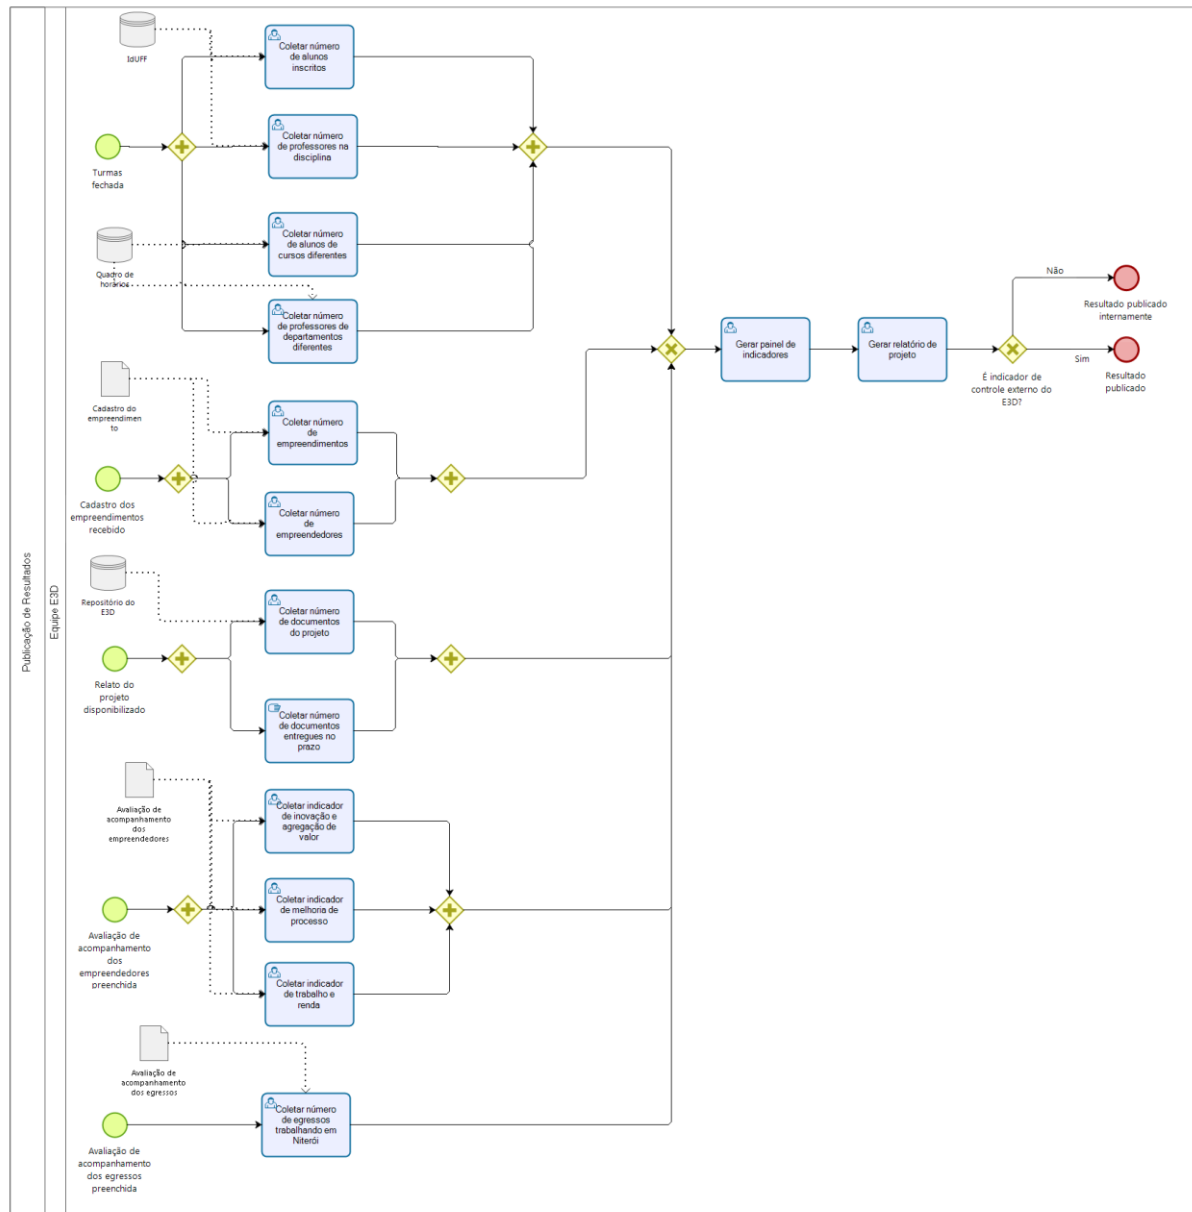 Publicação de Resultados
Equipe E3D
IdUFF
Coletar número
de alunos
inscritos
Turmas
fechada
Coletar número
de professores na
disciplina
Quadro de
horários
Coletar número
de alunos de
cursos diferentes
Coletar número
de professores de
departamentos
diferentes
Cadastro do
empreendimen
to
Coletar número
de
empreendimentos
Cadastro dos
empreendimentos
recebido
Coletar número
de
empreendedores
Repositório do
E3D
Coletar número
de documentos
do projeto
Relato do
projeto
disponibilizado
Coletar número
de documentos
entregues no
prazo
Avaliação de
acompanhamento
dos
empreendedores
Coletar indicador
de inovação e
agregação de
valor
Avaliação de
acompanhamento
dos
empreendedores
preenchida
Coletar indicador
de melhoria de
processo
Coletar indicador
de trabalho e
renda
Avaliação de
acompanhamento
dos egressos
Coletar número
de egressos
trabalhando em
Niterói
Avaliação de
acompanhamento
dos egressos
preenchida
Gerar painel de
indicadores
Gerar relatório de
projeto
É indicador de
controle externo do
E3D?
Não
Resultado publicado
internamente
Sim
Resultado
publicado